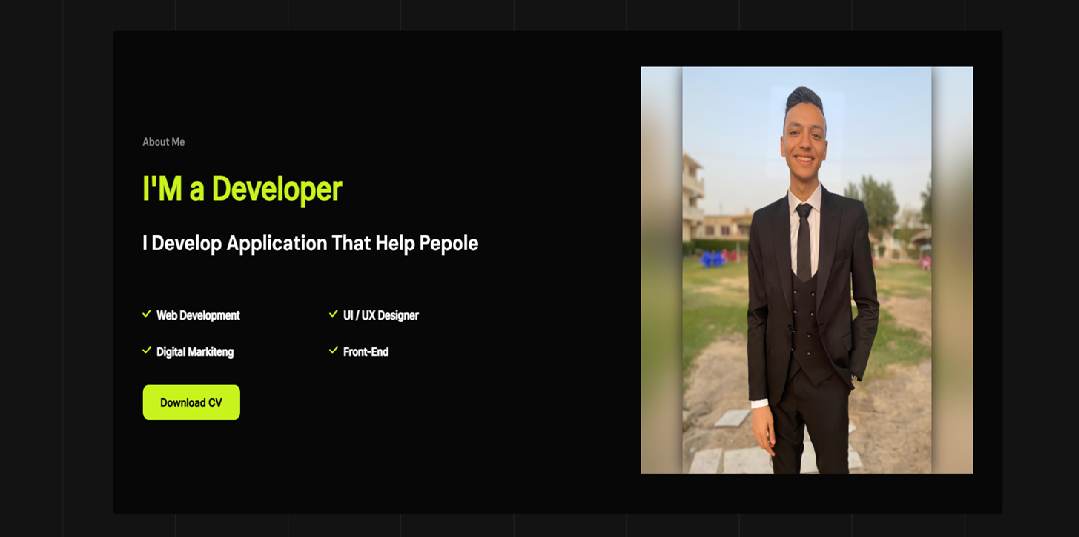 About Me
I'M a Developer
I Develop Application That Help Pepole
Web Development
UI / UX Designer
Digital Markiteng
Front-End
Download CV